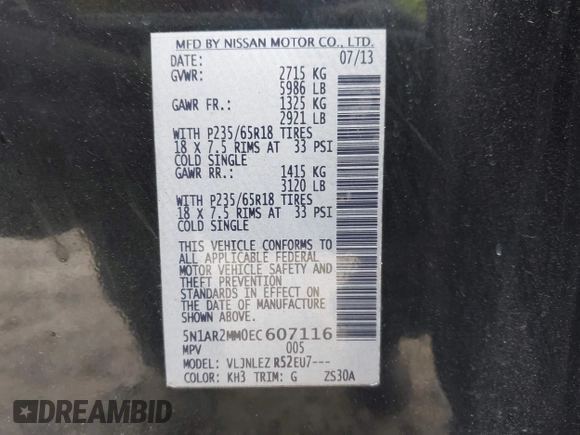 MFD BY NISSAN MOTOR CO., LTD.
DATE: 07/13
GVWR: 2715 KG
5986 LB
GAWR FR.: 1325 KG
2921 LB
WITH P235/65R18 TIRES
18 X 7.5 RIMS AT 33 PSI
COLD SINGLE
GAWR RR.: 1415 KG
3120 LB
WITH P235/65R18 TIRES
18 X 7.5 RIMS AT 33 PSI
COLD SINGLE
THIS VEHICLE CONFORMS TO
ALL APPLICABLE FEDERAL
MOTOR VEHICLE SAFETY AND
THEFT PREVENTION
STANDARDS IN EFFECT ON
THE DATE OF MANUFACTURE
SHOWN ABOVE.
5N1AR2MM0EC607116
MPV 005
MODEL: VLJNLEZ R52EU7---
COLOR: KH3 TRIM: G ZS30A
DREAMBID